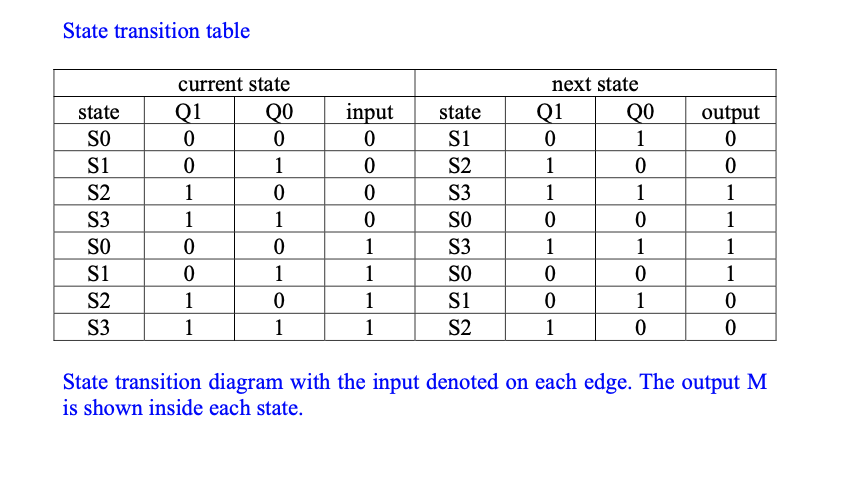 State transition table
current state next state
state Q1 Q0 input state Q1 Q0 output
S0 0 0 0 S1 0 1 0
S1 0 1 0 S2 1 0 0
S2 1 0 0 S3 1 1 1
S3 1 1 0 S0 0 0 1
S0 0 0 1 S3 1 1 1
S1 0 1 1 S0 0 0 1
S2 1 0 1 S1 0 1 0
S3 1 1 1 S2 1 0 0
State transition diagram with the input denoted on each edge. The output M
is shown inside each state.